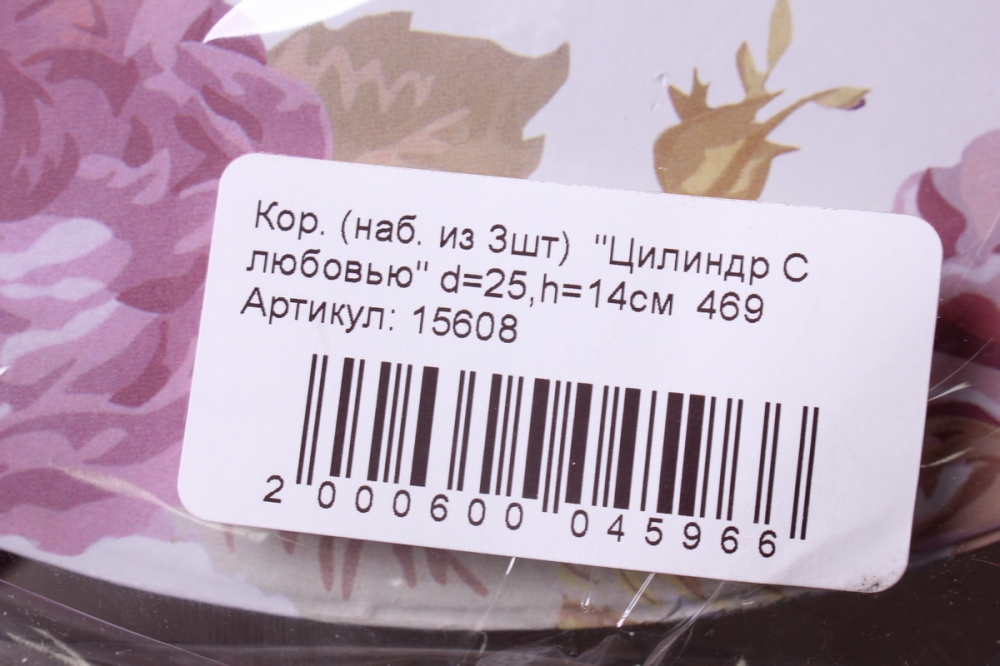 Кор. (наб. из 3шт) "Цилиндр С
любовью" d=25,h=14см 469
Артикул: 15608
2 000600 045966